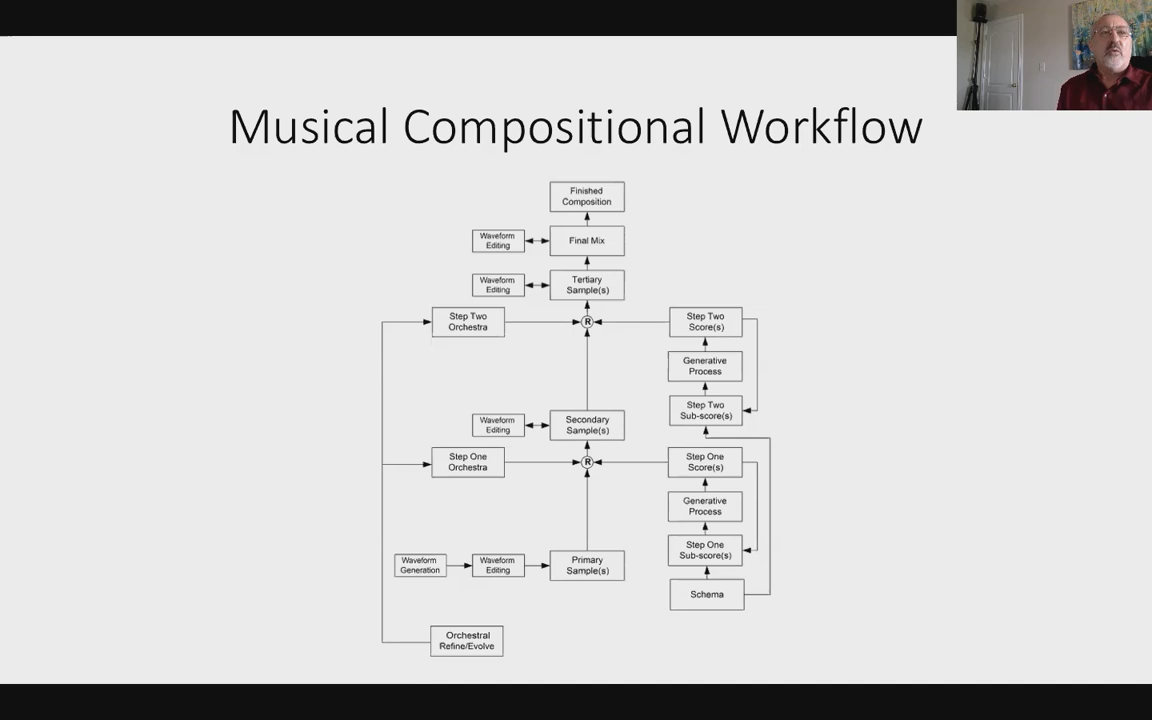 Musical Compositional Workflow
Finished
Composition
Waveform
Editing
Final Mix
Waveform
Editing
Tertiary
Sample(s)
Step Two
Orchestra
R
Step Two
Score(s)
Generative
Process
Step Two
Sub-score(s)
Waveform
Editing
Secondary
Sample(s)
Step One
Orchestra
R
Step One
Score(s)
Generative
Process
Step One
Sub-score(s)
Waveform
Generation
Waveform
Editing
Primary
Sample(s)
Schema
Orchestral
Refine/Evolve